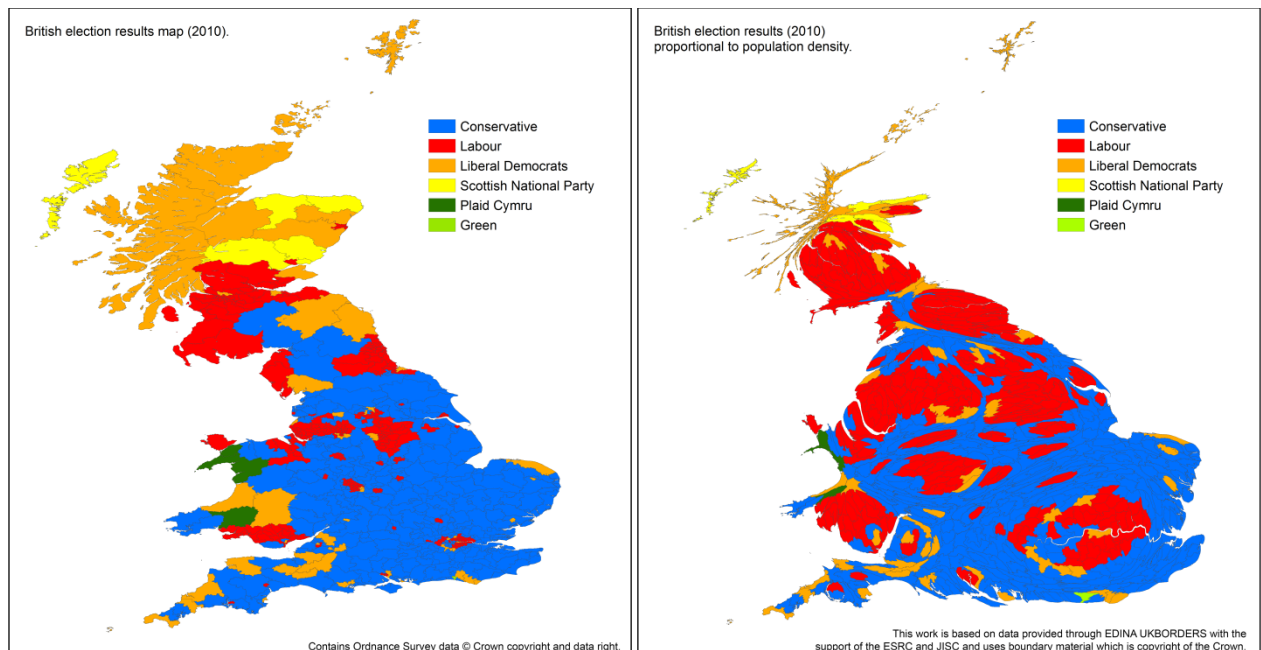 British election results map (2010).
Conservative
Labour
Liberal Democrats
Scottish National Party
Plaid Cymru
Green
Contains Ordnance Survey data © Crown copyright and data right.
British election results (2010)
proportional to population density.
Conservative
Labour
Liberal Democrats
Scottish National Party
Plaid Cymru
Green
This work is based on data provided through EDINA UKBORDERS with the
support of the ESRC and JISC and uses boundary material which is copyright of the Crown.